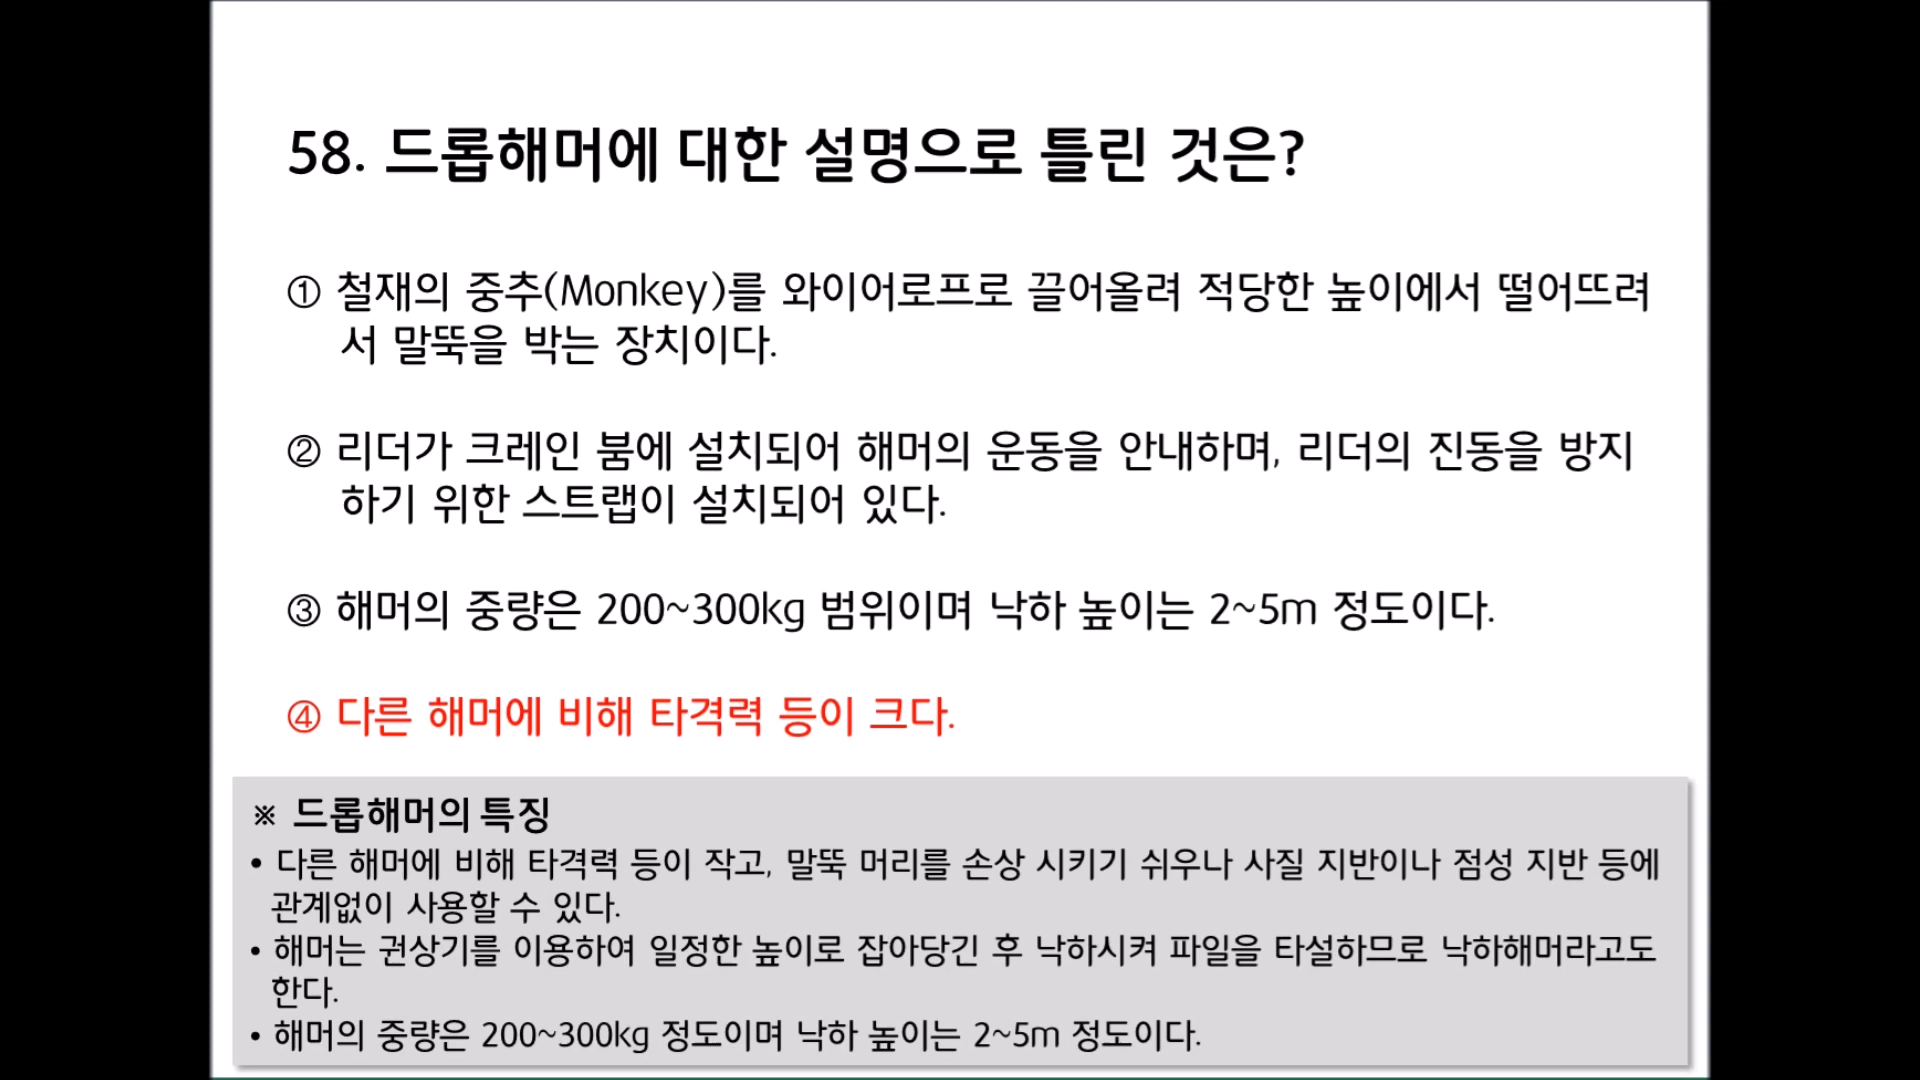 58. 드롭해머에 대한 설명으로 틀린 것은?
① 철재의 중추(Monkey)를 와이어로프로 끌어올려 적당한 높이에서 떨어뜨려
서 말뚝을 박는 장치이다.
② 리더가 크레인 붐에 설치되어 해머의 운동을 안내하며, 리더의 진동을 방지
하기 위한 스트랩이 설치되어 있다.
③ 해머의 중량은 200~300kg 범위이며 낙하 높이는 2~5m 정도이다.
④ 다른 해머에 비해 타격력 등이 크다.
※ 드롭해머의 특징
• 다른 해머에 비해 타격력 등이 작고, 말뚝 머리를 손상 시키기 쉬우나 사질 지반이나 점성 지반 등에
관계없이 사용할 수 있다.
• 해머는 권상기를 이용하여 일정한 높이로 잡아당긴 후 낙하시켜 파일을 타설하므로 낙하해머라고도
한다.
• 해머의 중량은 200~300kg 정도이며 낙하 높이는 2~5m 정도이다.